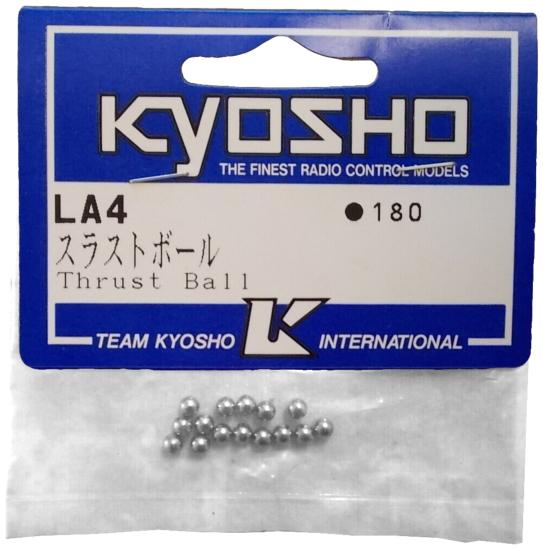 KYOSHO
THE FINEST RADIO CONTROL MODELS
LA4 ●180
スラストボール
Thrust Ball
TEAM KYOSHO K INTERNATIONAL